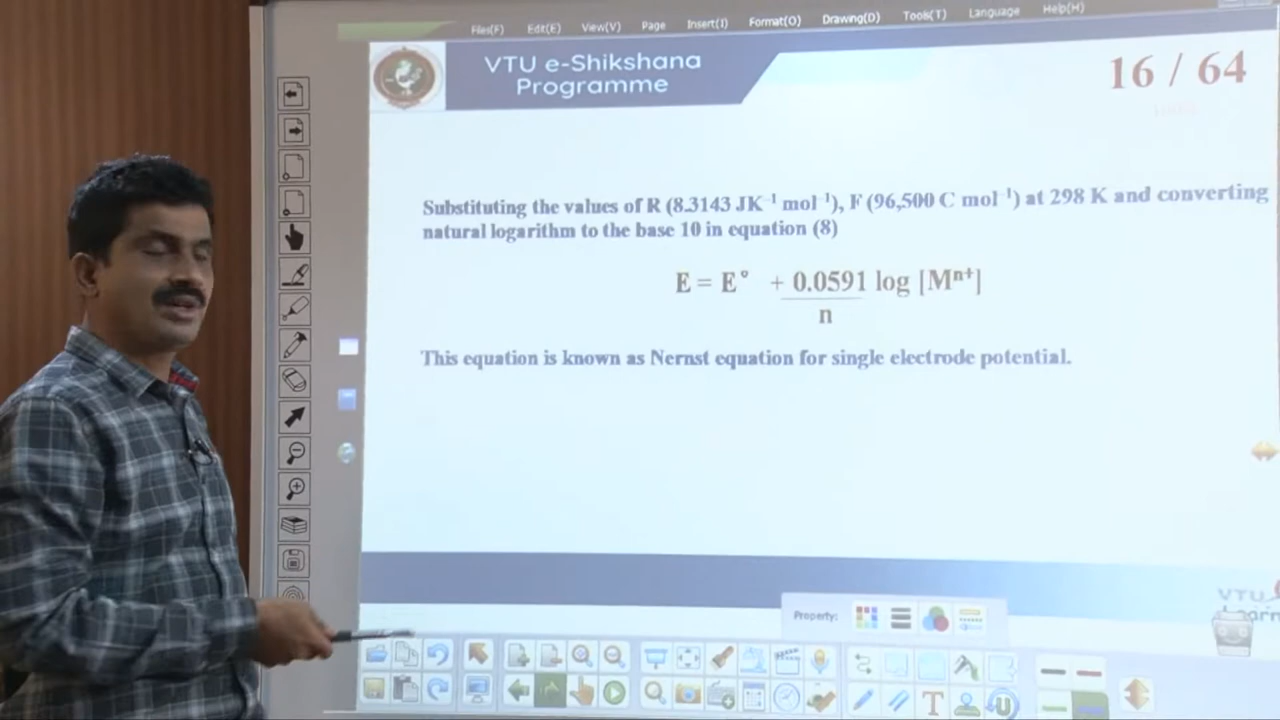 Files(F) Edit(E) View(V) Page Insert(I) Format(O) Drawing(D) Tools(T) Language Help(H)
VTU e-Shikshana
Programme
16 / 64
Substituting the values of R (8.3143 JK⁻¹ mol⁻¹), F (96,500 C mol⁻¹) at 298 K and converting
natural logarithm to the base 10 in equation (8)
E = E° + 0.0591 log [Mⁿ⁺]
n
This equation is known as Nernst equation for single electrode potential.
VTU
Property: